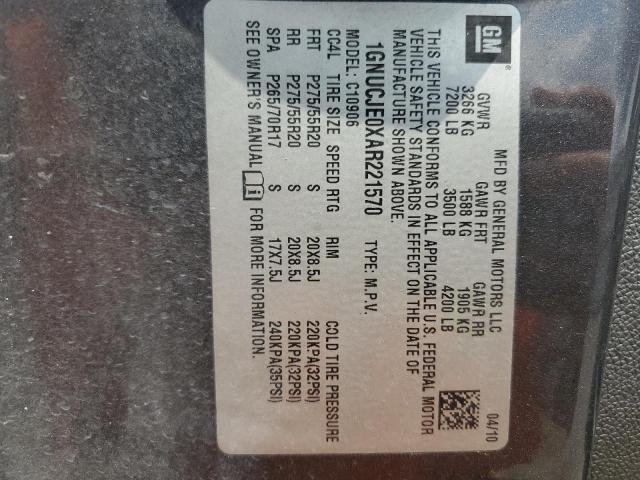 GM®
MFD BY GENERAL MOTORS LLC 04/10
GVWR GAWR FRT GAWR RR
3266 KG 1588 KG 1905 KG
7200 LB 3500 LB 4200 LB
THIS VEHICLE CONFORMS TO ALL APPLICABLE U.S. FEDERAL MOTOR
VEHICLE SAFETY STANDARDS IN EFFECT ON THE DATE OF
MANUFACTURE SHOWN ABOVE.
1GNUCJE0XAR221570 TYPE: M.P.V.
MODEL: C10906
CC4L TIRE SIZE SPEED RTG RIM COLD TIRE PRESSURE
FRT P275/55R20 S 20X8.5J 220KPA(32PSI)
RR P275/55R20 S 20X8.5J 220KPA(32PSI)
SPA P265/70R17 S 17X7.5J 240KPA(35PSI)
SEE OWNER'S MANUAL i FOR MORE INFORMATION.